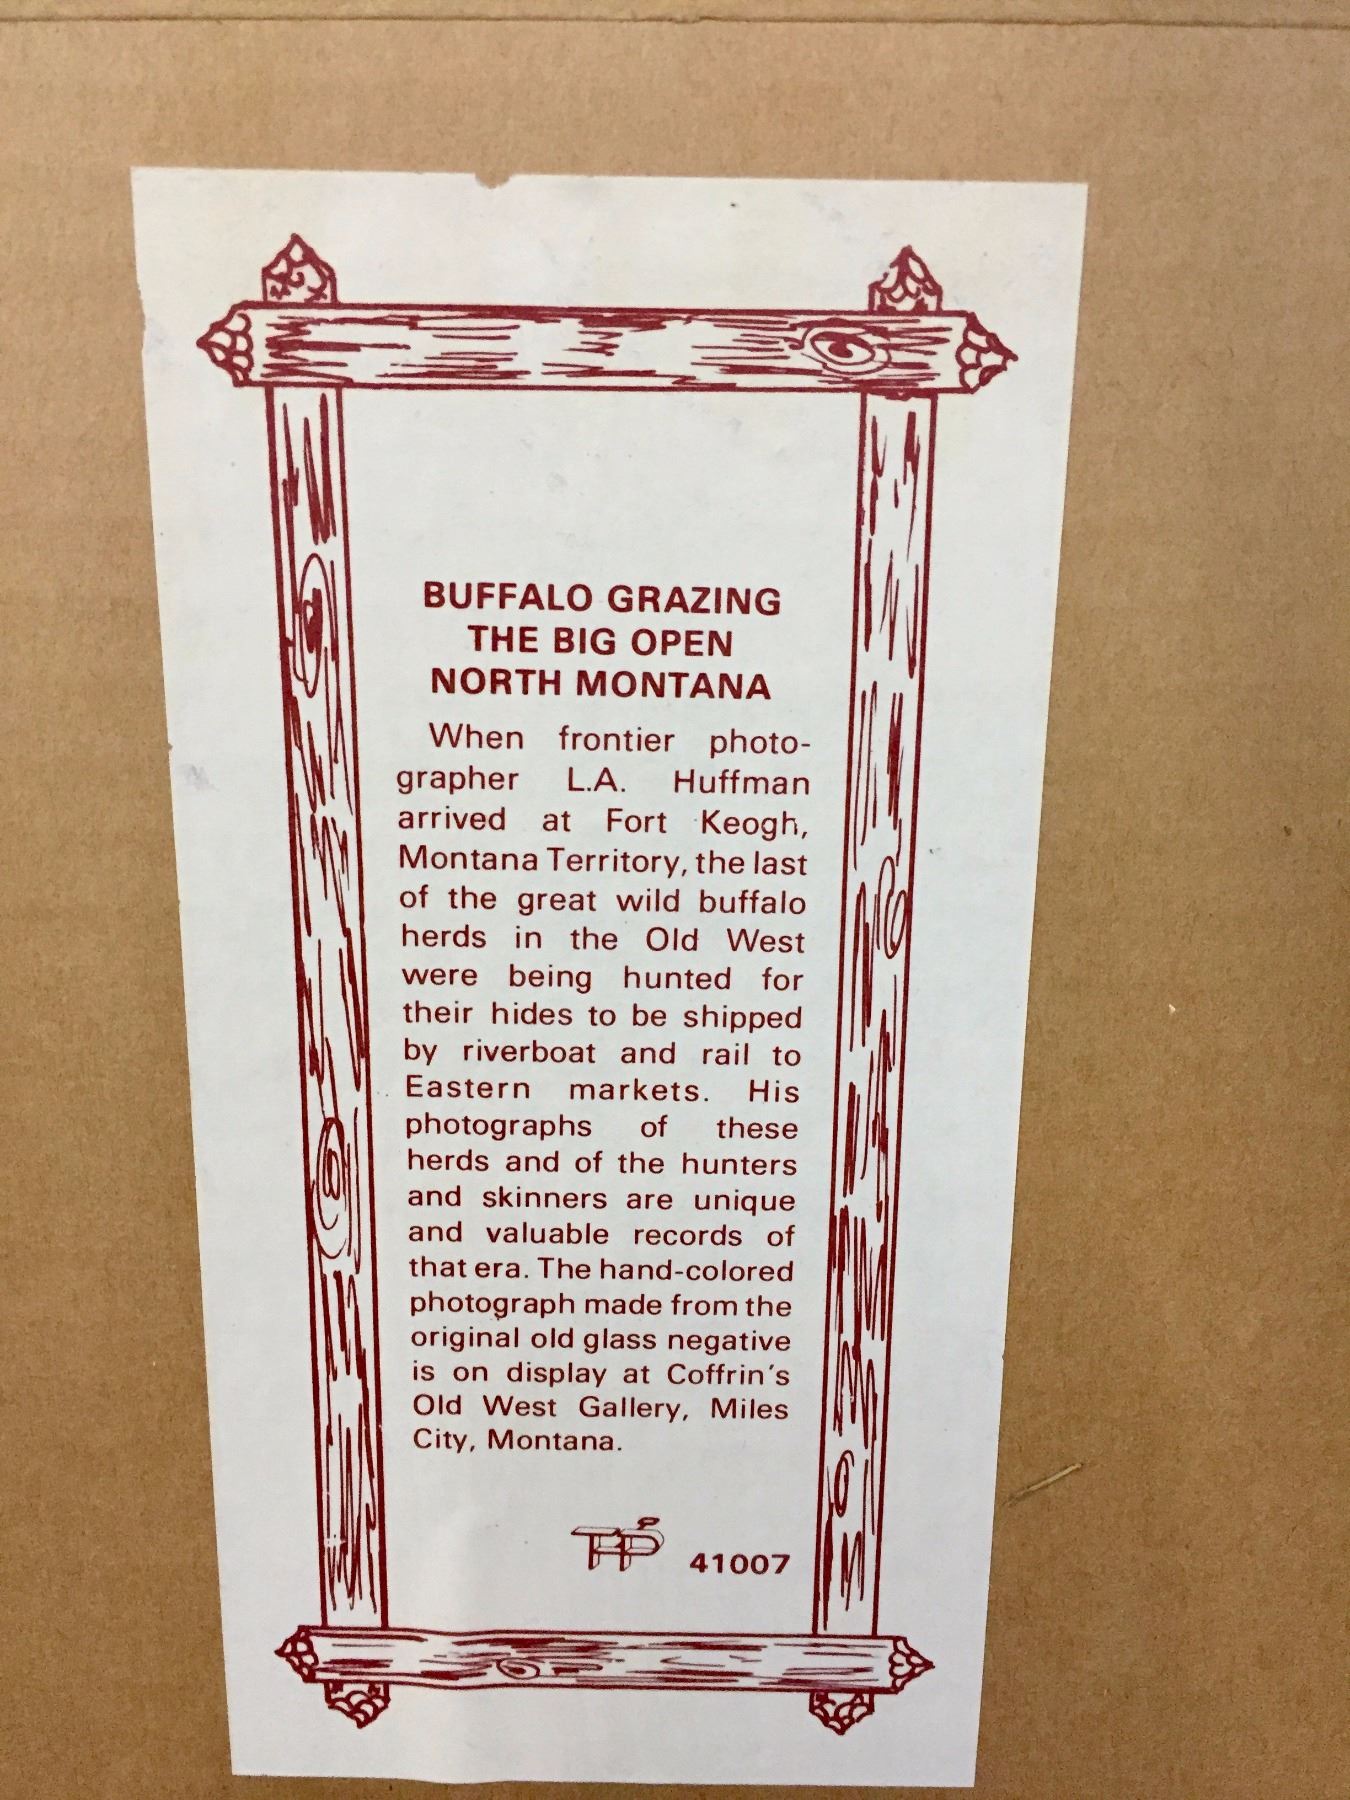 BUFFALO GRAZING
THE BIG OPEN
NORTH MONTANA
When frontier photo-
grapher L.A. Huffman
arrived at Fort Keogh,
Montana Territory, the last
of the great wild buffalo
herds in the Old West
were being hunted for
their hides to be shipped
by riverboat and rail to
Eastern markets. His
photographs of these
herds and of the hunters
and skinners are unique
and valuable records of
that era. The hand-colored
photograph made from the
original old glass negative
is on display at Coffrin's
Old West Gallery, Miles
City, Montana.
41007